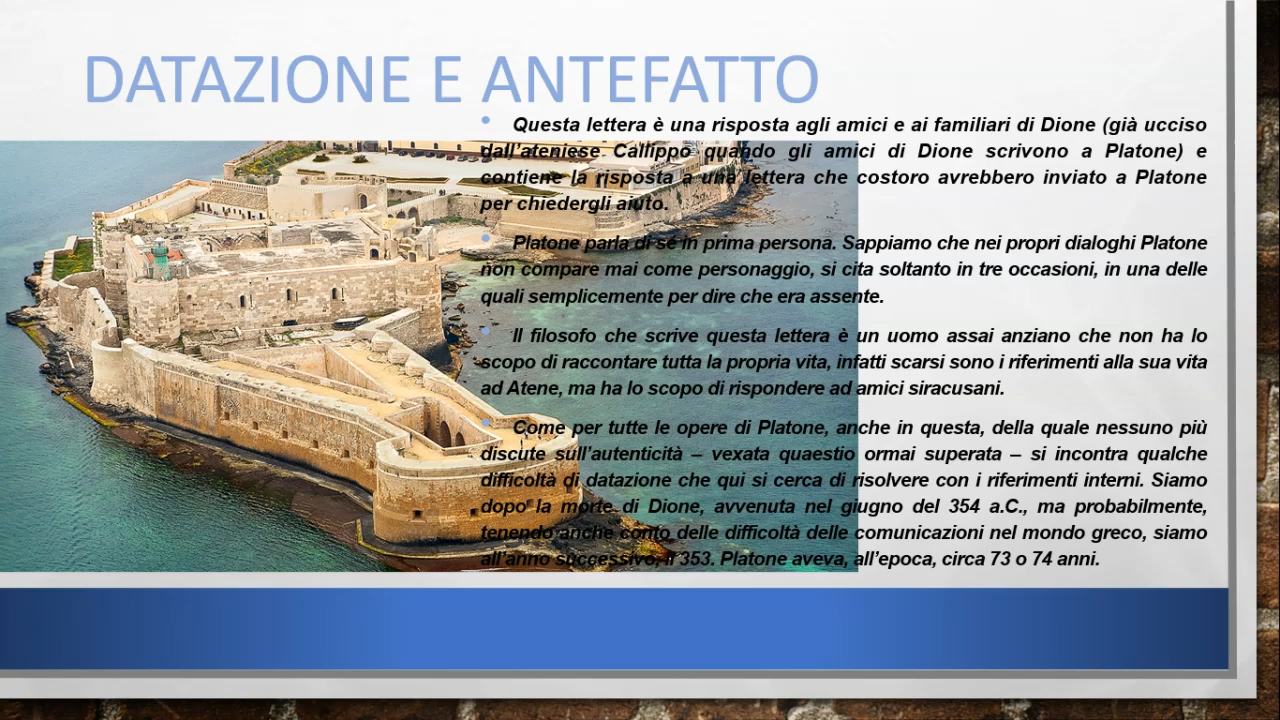 DATAZIONE E ANTEFATTO
• Questa lettera è una risposta agli amici e ai familiari di Dione (già ucciso
dall'ateniese Callippo quando gli amici di Dione scrivono a Platone) e
contiene la risposta a una lettera che costoro avrebbero inviato a Platone
per chiedergli aiuto.
• Platone parla di sé in prima persona. Sappiamo che nei propri dialoghi Platone
non compare mai come personaggio, si cita soltanto in tre occasioni, in una delle
quali semplicemente per dire che era assente.
• Il filosofo che scrive questa lettera è un uomo assai anziano che non ha lo
scopo di raccontare tutta la propria vita, infatti scarsi sono i riferimenti alla sua vita
ad Atene, ma ha lo scopo di rispondere ad amici siracusani.
• Come per tutte le opere di Platone, anche in questa, della quale nessuno più
discute sull'autenticità – vexata quaestio ormai superata – si incontra qualche
difficoltà di datazione che qui si cerca di risolvere con i riferimenti interni. Siamo
dopo la morte di Dione, avvenuta nel giugno del 354 a.C., ma probabilmente,
tenendo anche conto delle difficoltà delle comunicazioni nel mondo greco, siamo
all'anno successivo, il 353. Platone aveva, all'epoca, circa 73 o 74 anni.